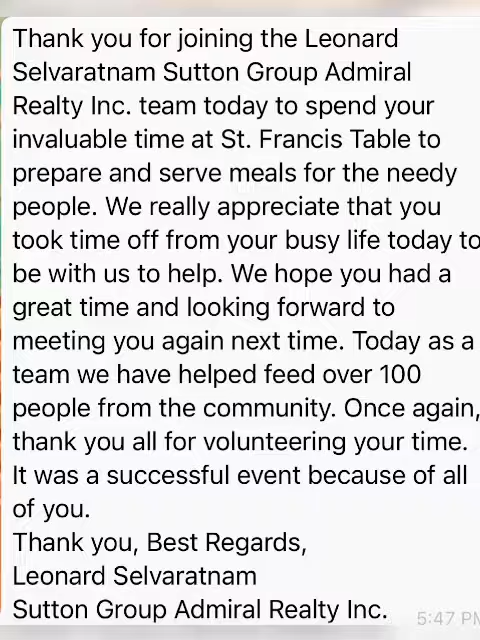 Thank you for joining the Leonard
Selvaratnam Sutton Group Admiral
Realty Inc. team today to spend your
invaluable time at St. Francis Table to
prepare and serve meals for the needy
people. We really appreciate that you
took time off from your busy life today to
be with us to help. We hope you had a
great time and looking forward to
meeting you again next time. Today as a
team we have helped feed over 100
people from the community. Once again,
thank you all for volunteering your time.
It was a successful event because of all
of you.
Thank you, Best Regards,
Leonard Selvaratnam
Sutton Group Admiral Realty Inc.
5:47 PM